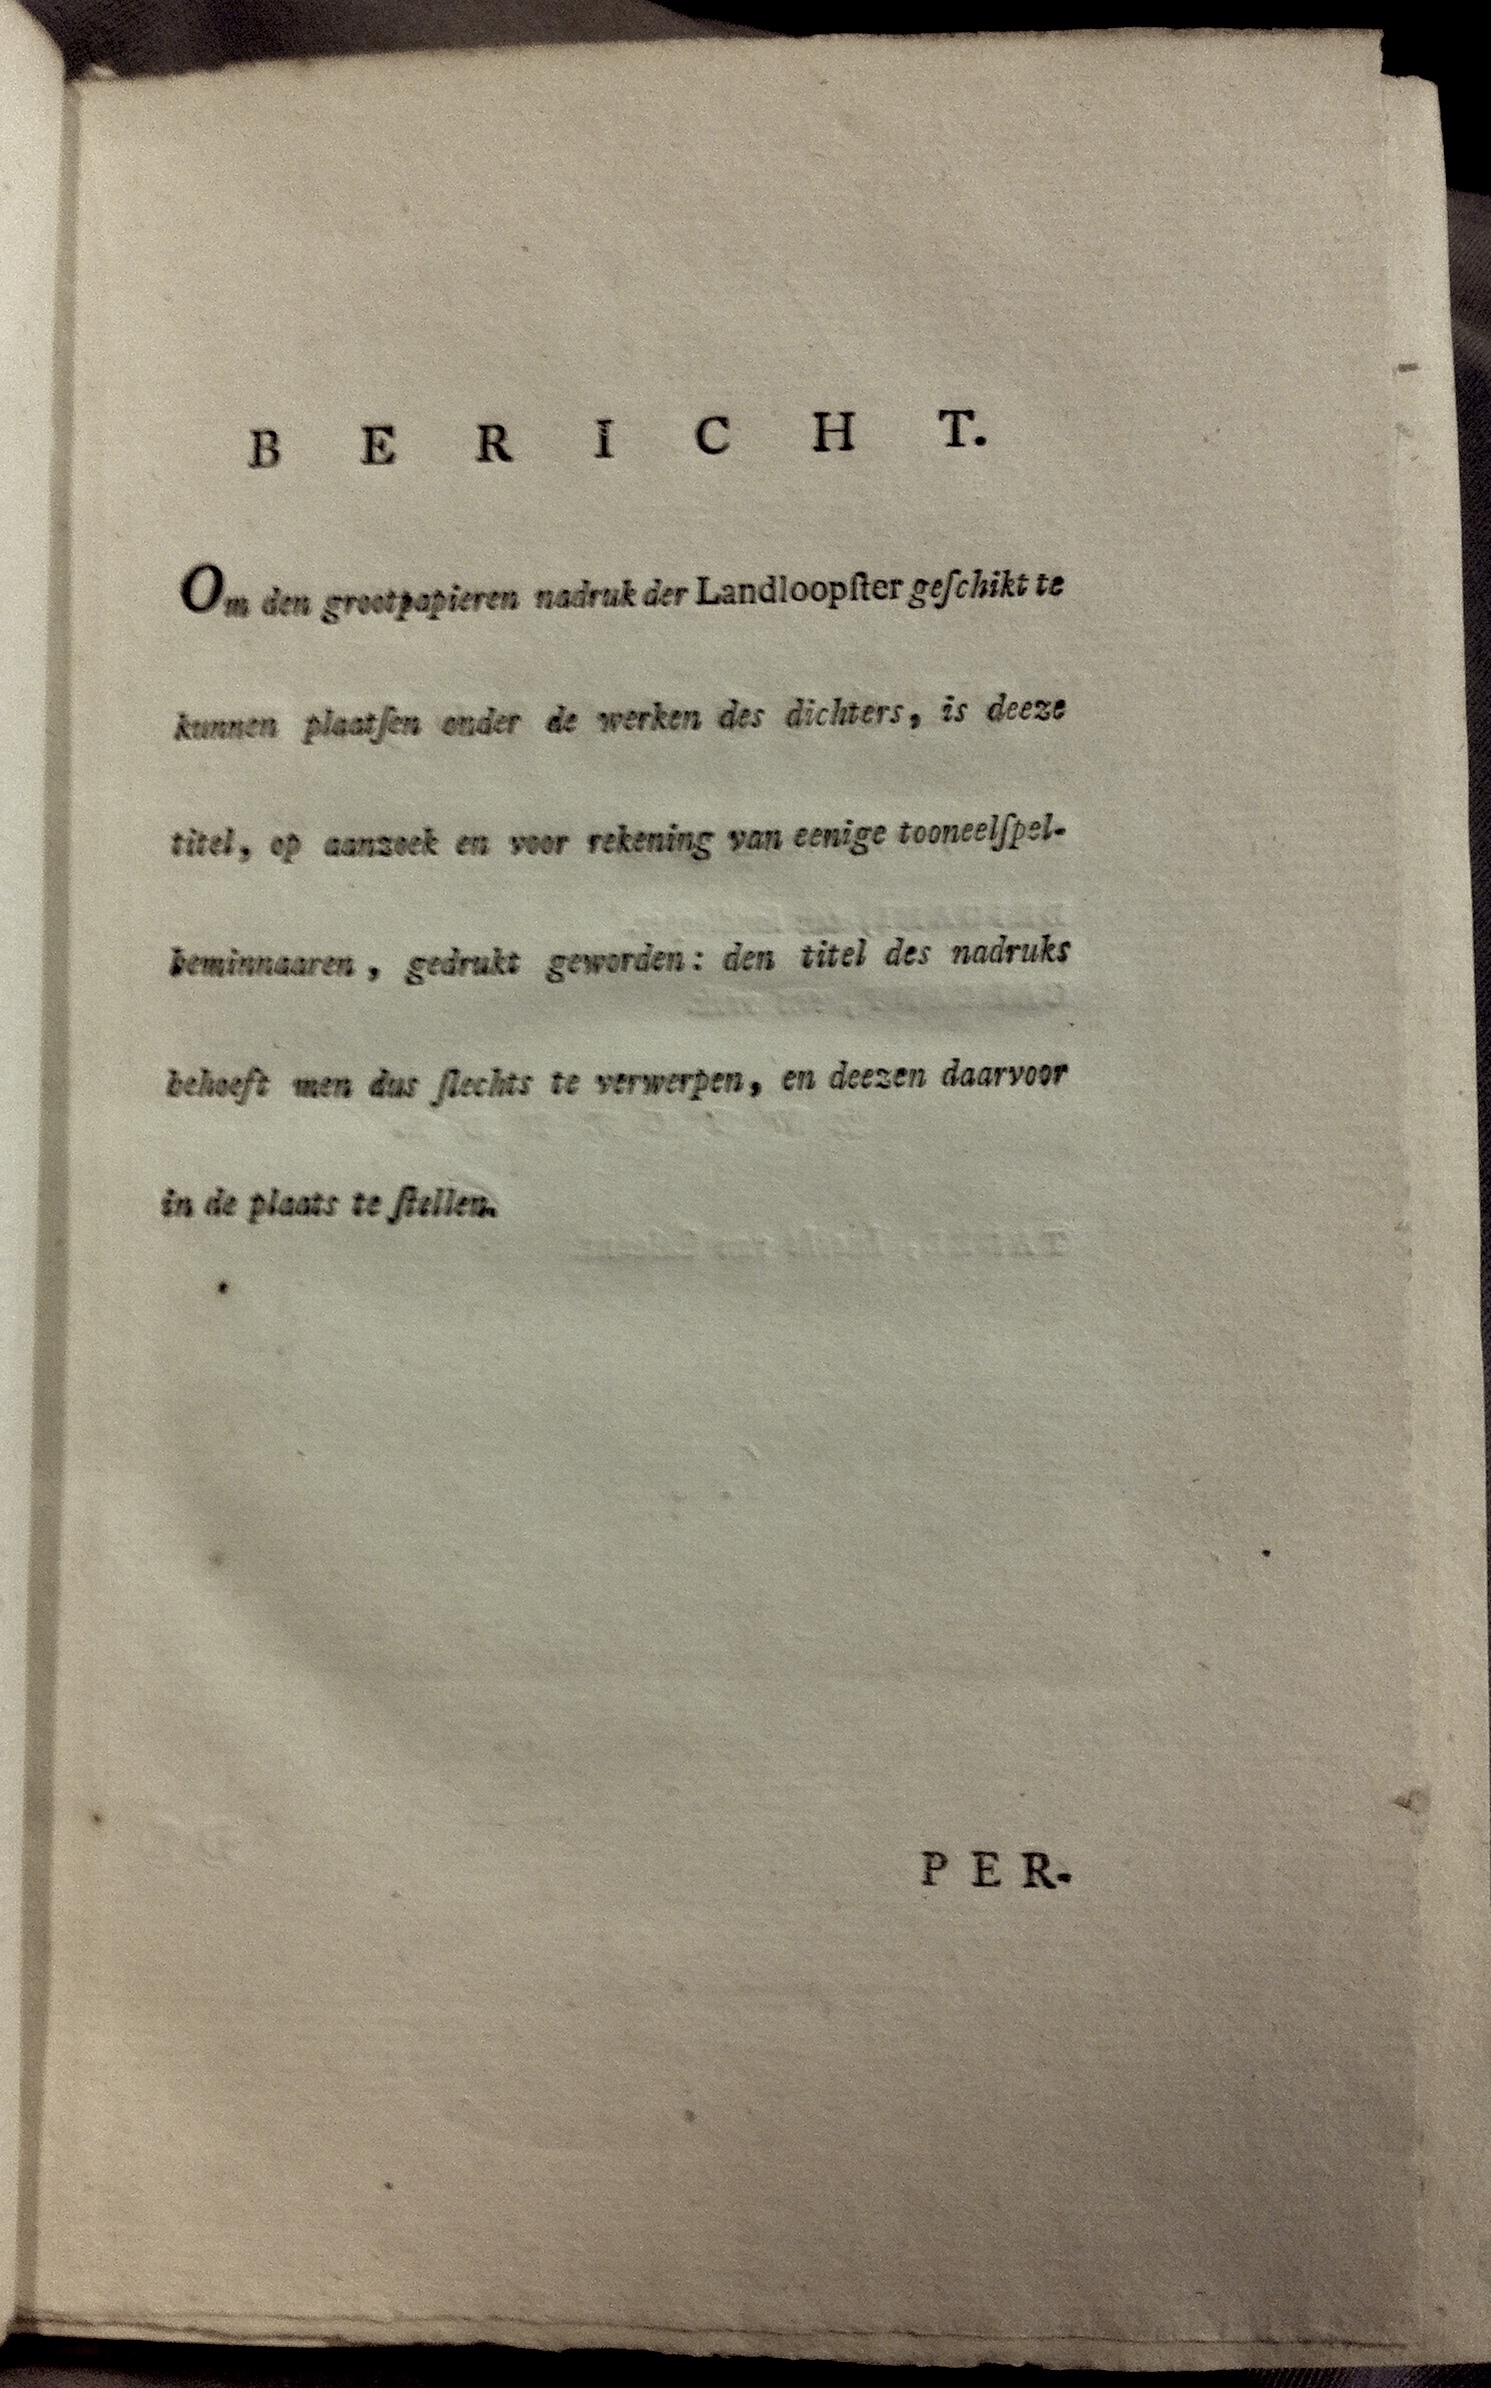 B E R I C H T.
Om den grootpapieren nadruk der Landloopſter geſchikt te
kunnen plaatſen onder de werken des dichters, is deeze
titel, op aanzoek en voor rekening van eenige tooneelſpel-
beminnaaren, gedrukt geworden: den titel des nadruks
behoeft men dus ſlechts te verwerpen, en deezen daarvoor
in de plaats te ſtellen.
P E R-